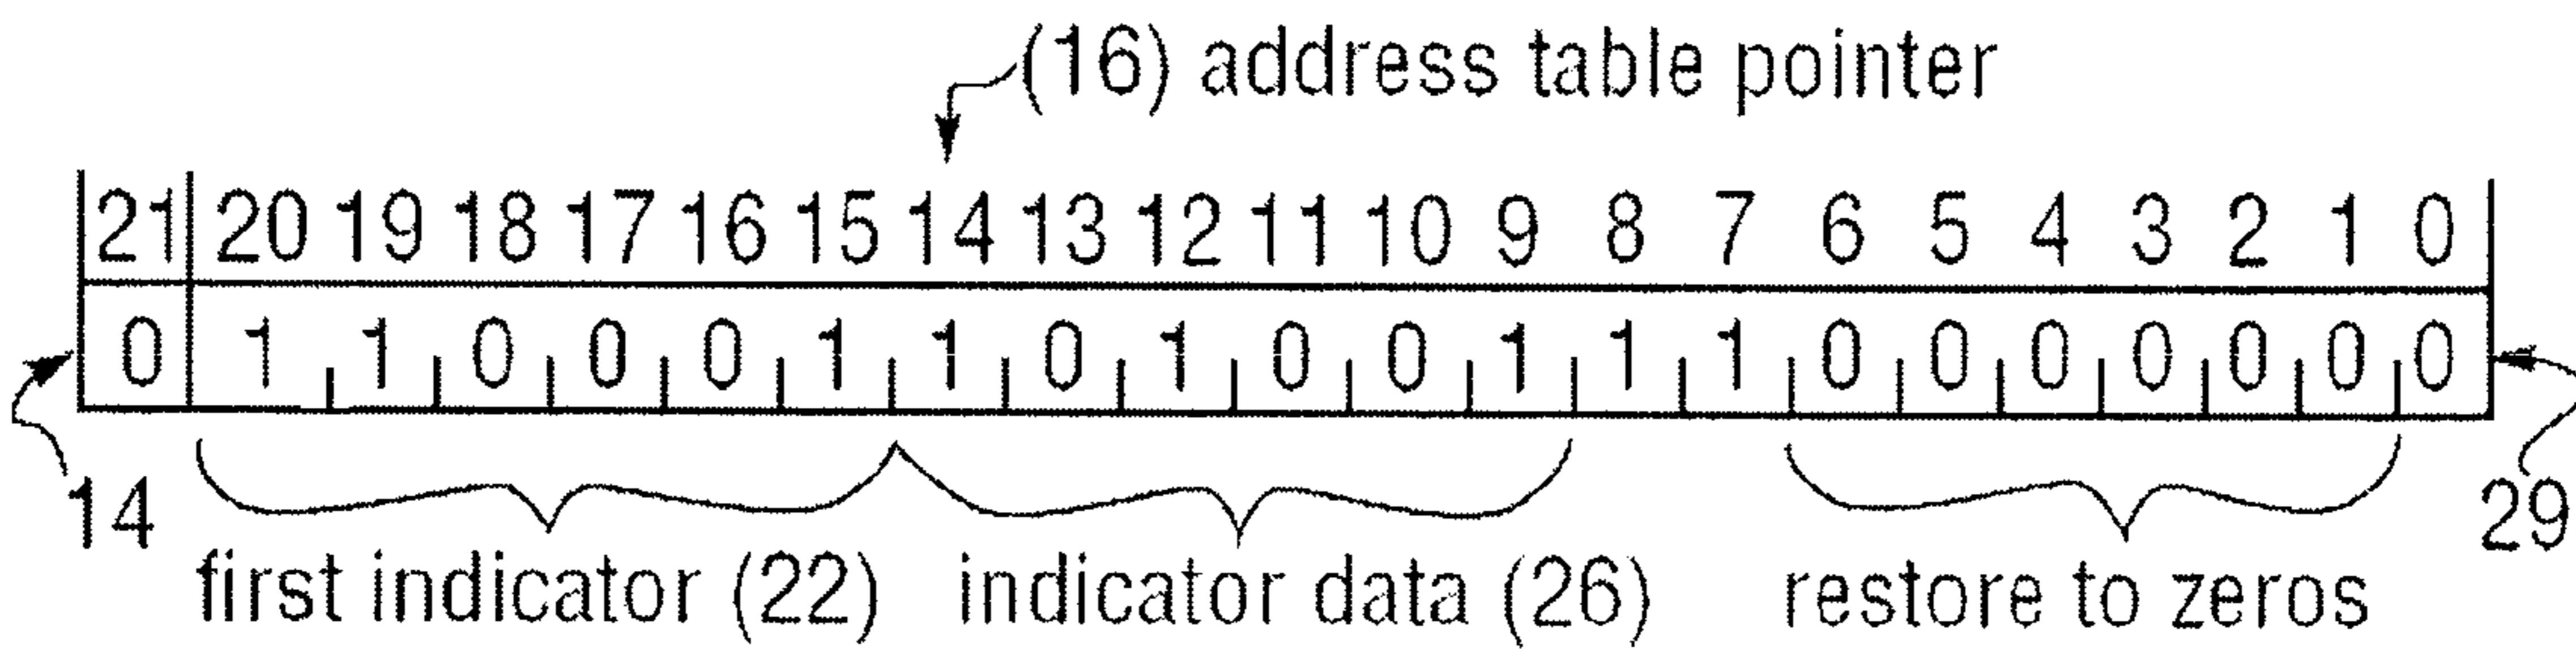 (16) address table pointer
21 20 19 18 17 16 15 14 13 12 11 10 9 8 7 6 5 4 3 2 1 0
0 1 1 0 0 0 1 1 0 1 0 0 1 1 1 0 0 0 0 0 0 0
14 29
first indicator (22) indicator data (26) restore to zeros